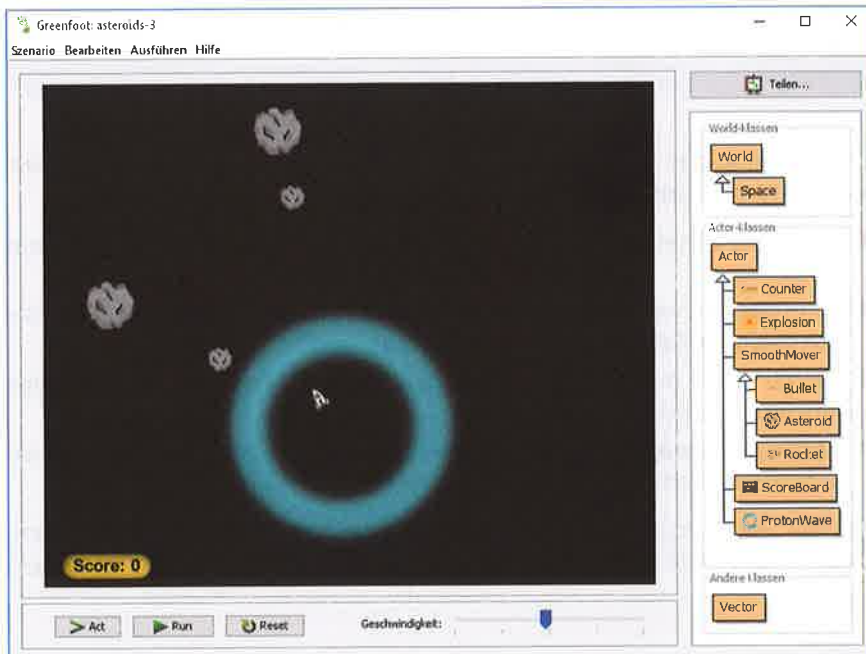 Greenfoot: asteroids-3
Szenario Bearbeiten Ausführen Hilfe
Teilen...
World-klassen
World
Space
Actor-klassen
Actor
Counter
Explosion
SmoothMover
Bullet
Asteroid
Rocket
ScoreBoard
ProtonWave
Score: 0
Andere klassen
Vector
Act
Run
Reset
Geschwindigkeit: